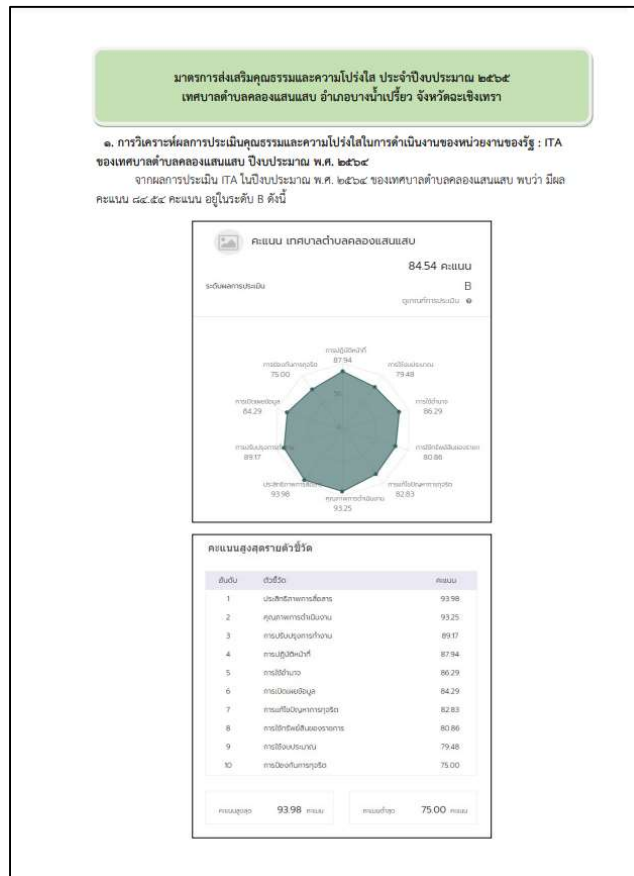 มาตรการส่งเสริมคุณธรรมและความโปร่งใส ประจำปีงบประมาณ ๒๕๖๕
เทศบาลตำบลคลองแสนแสบ อำเภอบางน้ำเปรี้ยว จังหวัดฉะเชิงเทรา
๑. การวิเคราะห์ผลการประเมินคุณธรรมและความโปร่งใสในการดำเนินงานของหน่วยงานของรัฐ : ITA
ของเทศบาลตำบลคลองแสนแสบ ปีงบประมาณ พ.ศ. ๒๕๖๔
จากผลการประเมิน ITA ในปีงบประมาณ พ.ศ. ๒๕๖๔ ของเทศบาลตำบลคลองแสนแสบ พบว่า มีผล
คะแนน ๘๔.๕๔ คะแนน อยู่ในระดับ B ดังนี้
คะแนน เทศบาลตำบลคลองแสนแสบ
84.54 คะแนน
ระดับผลการประเมิน B
ดูเกณฑ์การประเมิน
การปฏิบัติหน้าที่
87.94
การป้องกันการทุจริต
75.00
การใช้งบประมาณ
79.48
การเปิดเผยข้อมูล
84.29
การใช้อำนาจ
86.29
การปรับปรุงการทำงาน
89.17
การใช้ทรัพย์สินของราชการ
80.86
ประสิทธิภาพการสื่อสาร
93.98
การแก้ไขปัญหาการทุจริต
82.83
คุณภาพการดำเนินงาน
93.25
คะแนนสูงสุดรายตัวชี้วัด
อันดับ ตัวชี้วัด คะแนน
1 ประสิทธิภาพการสื่อสาร 93.98
2 คุณภาพการดำเนินงาน 93.25
3 การปรับปรุงการทำงาน 89.17
4 การปฏิบัติหน้าที่ 87.94
5 การใช้อำนาจ 86.29
6 การเปิดเผยข้อมูล 84.29
7 การแก้ไขปัญหาการทุจริต 82.83
8 การใช้ทรัพย์สินของราชการ 80.86
9 การใช้งบประมาณ 79.48
10 การป้องกันการทุจริต 75.00
คะแนนสูงสุด 93.98 คะแนน คะแนนต่ำสุด 75.00 คะแนน